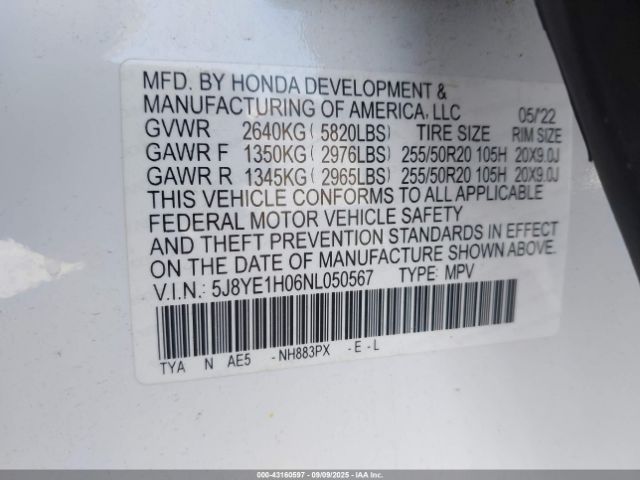 MFD. BY HONDA DEVELOPMENT &
MANUFACTURING OF AMERICA, LLC 05/'22
GVWR 2640KG ( 5820LBS) TIRE SIZE RIM SIZE
GAWR F 1350KG ( 2976LBS) 255/50R20 105H 20X9.0J
GAWR R 1345KG ( 2965LBS) 255/50R20 105H 20X9.0J
THIS VEHICLE CONFORMS TO ALL APPLICABLE
FEDERAL MOTOR VEHICLE SAFETY
AND THEFT PREVENTION STANDARDS IN EFFECT
ON THE DATE OF MANUFACTURE SHOWN ABOVE.
V.I.N.: 5J8YE1H06NL050567 TYPE: MPV
TYA N AE5 -NH883PX -E-L
000-43160597 - 09/09/2025 - IAA Inc.